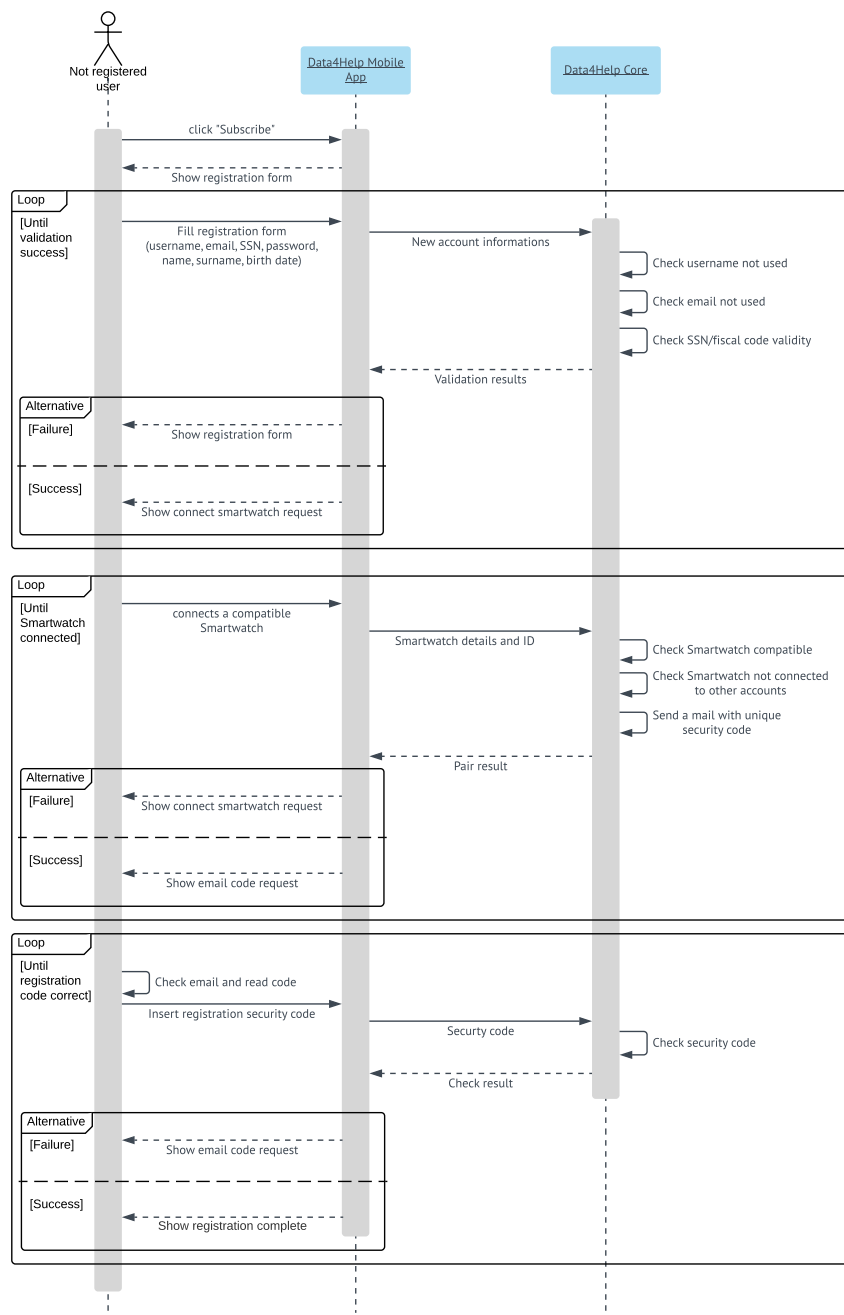 Not registered
user
Data4Help Mobile
App
Data4Help Core
click "Subscribe"
Show registration form
Loop
[Until
validation
success]
Fill registration form
(username, email, SSN, password,
name, surname, birth date)
New account informations
Check username not used
Check email not used
Check SSN/fiscal code validity
Validation results
Alternative
[Failure]
Show registration form
[Success]
Show connect smartwatch request
Loop
[Until
Smartwatch
connected]
connects a compatible
Smartwatch
Smartwatch details and ID
Check Smartwatch compatible
Check Smartwatch not connected
to other accounts
Send a mail with unique
security code
Pair result
Alternative
[Failure]
Show connect smartwatch request
[Success]
Show email code request
Loop
[Until
registration
code correct]
Check email and read code
Insert registration security code
Securty code
Check security code
Check result
Alternative
[Failure]
Show email code request
[Success]
Show registration complete